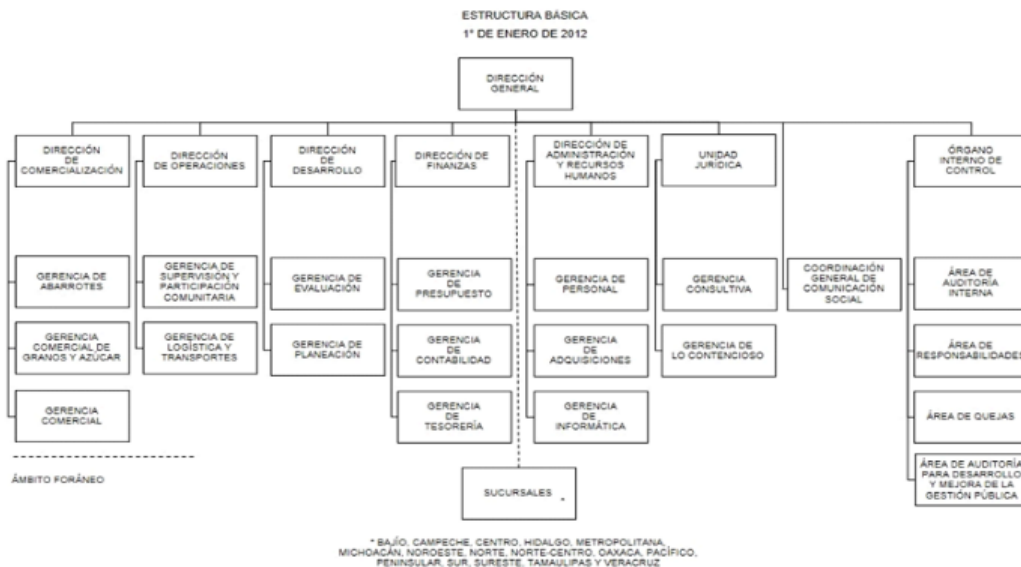 ESTRUCTURA BÁSICA
1° DE ENERO DE 2012
DIRECCIÓN
GENERAL
DIRECCIÓN
DE
COMERCIALIZACIÓN
DIRECCIÓN
DE OPERACIONES
DIRECCIÓN
DE
DESARROLLO
DIRECCIÓN DE
FINANZAS
DIRECCIÓN DE
ADMINISTRACIÓN
Y RECURSOS
HUMANOS
UNIDAD
JURÍDICA
ÓRGANO
INTERNO DE
CONTROL
GERENCIA DE
ABARROTES
GERENCIA DE
SUPERVISIÓN Y
PARTICIPACIÓN
COMUNITARIA
GERENCIA
DE EVALUACIÓN
GERENCIA
DE
PRESUPUESTO
GERENCIA
DE
PERSONAL
GERENCIA
CONSULTIVA
COORDINACIÓN
GENERAL DE
COMUNICACIÓN
SOCIAL
ÁREA DE
AUDITORÍA
INTERNA
GERENCIA
COMERCIAL DE
GRANOS Y AZÚCAR
GERENCIA DE
LOGÍSTICA Y
TRANSPORTES
GERENCIA DE
PLANEACIÓN
GERENCIA
DE
CONTABILIDAD
GERENCIA
DE
ADQUISICIONES
GERENCIA DE
LO CONTENCIOSO
ÁREA DE
RESPONSABILIDADES
GERENCIA
COMERCIAL
GERENCIA
DE
TESORERÍA
GERENCIA
DE
INFORMÁTICA
ÁREA DE QUEJAS
ÁREA DE AUDITORÍA
PARA DESARROLLO
Y MEJORA DE LA
GESTIÓN PÚBLICA
ÁMBITO FORÁNEO
SUCURSALES *
* BAJÍO, CAMPECHE, CENTRO, HIDALGO, METROPOLITANA,
MICHOACÁN, NOROESTE, NORTE, NORTE-CENTRO, OAXACA, PACÍFICO,
PENINSULAR, SUR, SURESTE, TAMAULIPAS Y VERACRUZ